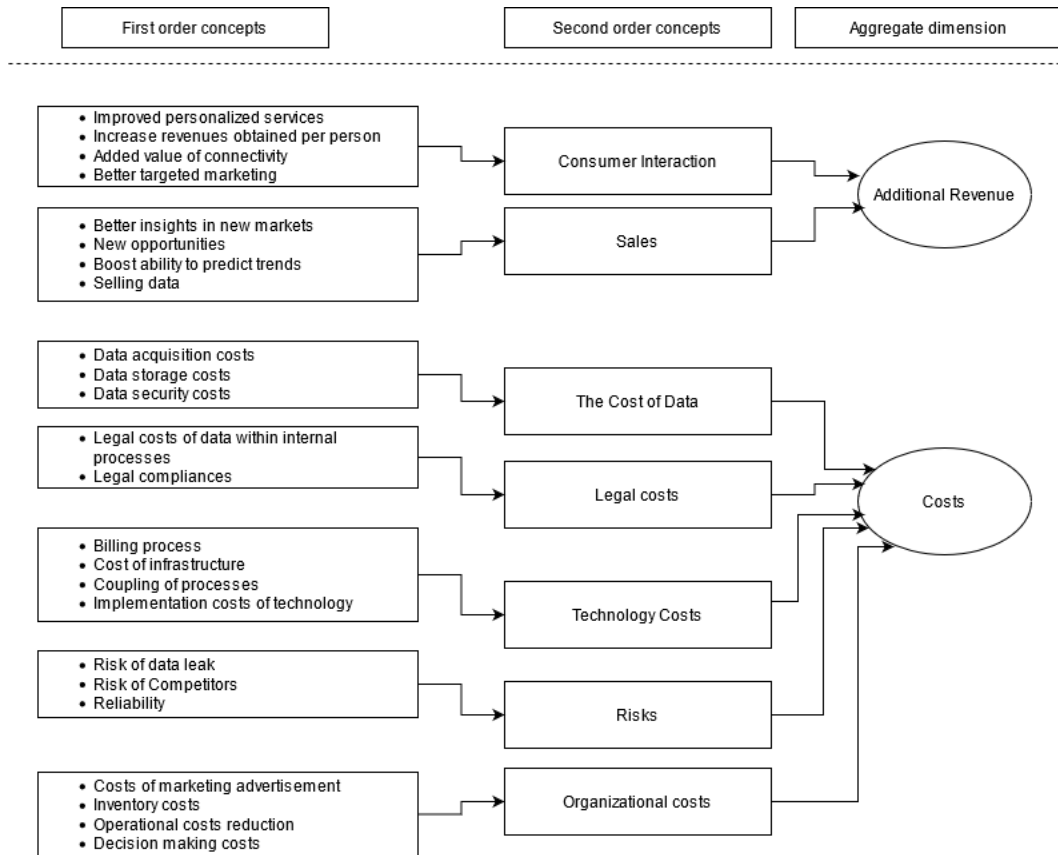 First order concepts
Second order concepts
Aggregate dimension
• Improved personalized services
• Increase revenues obtained per person
• Added value of connectivity
• Better targeted marketing
Consumer Interaction
Additional Revenue
• Better insights in new markets
• New opportunities
• Boost ability to predict trends
• Selling data
Sales
• Data acquisition costs
• Data storage costs
• Data security costs
The Cost of Data
• Legal costs of data within internal
processes
• Legal compliances
Legal costs
Costs
• Billing process
• Cost of infrastructure
• Coupling of processes
• Implementation costs of technology
Technology Costs
• Risk of data leak
• Risk of Competitors
• Reliability
Risks
• Costs of marketing advertisement
• Inventory costs
• Operational costs reduction
• Decision making costs
Organizational costs